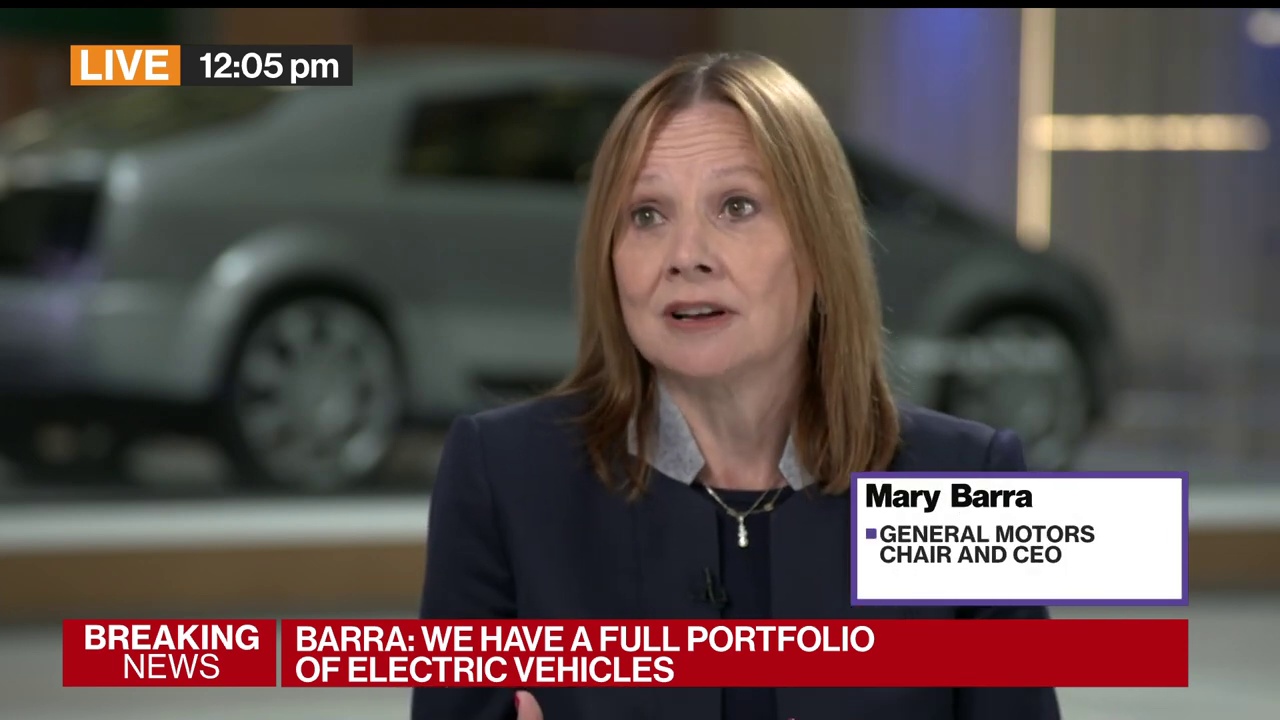 LIVE 12:05 pm
Mary Barra
GENERAL MOTORS
CHAIR AND CEO
BREAKING
NEWS
BARRA: WE HAVE A FULL PORTFOLIO
OF ELECTRIC VEHICLES